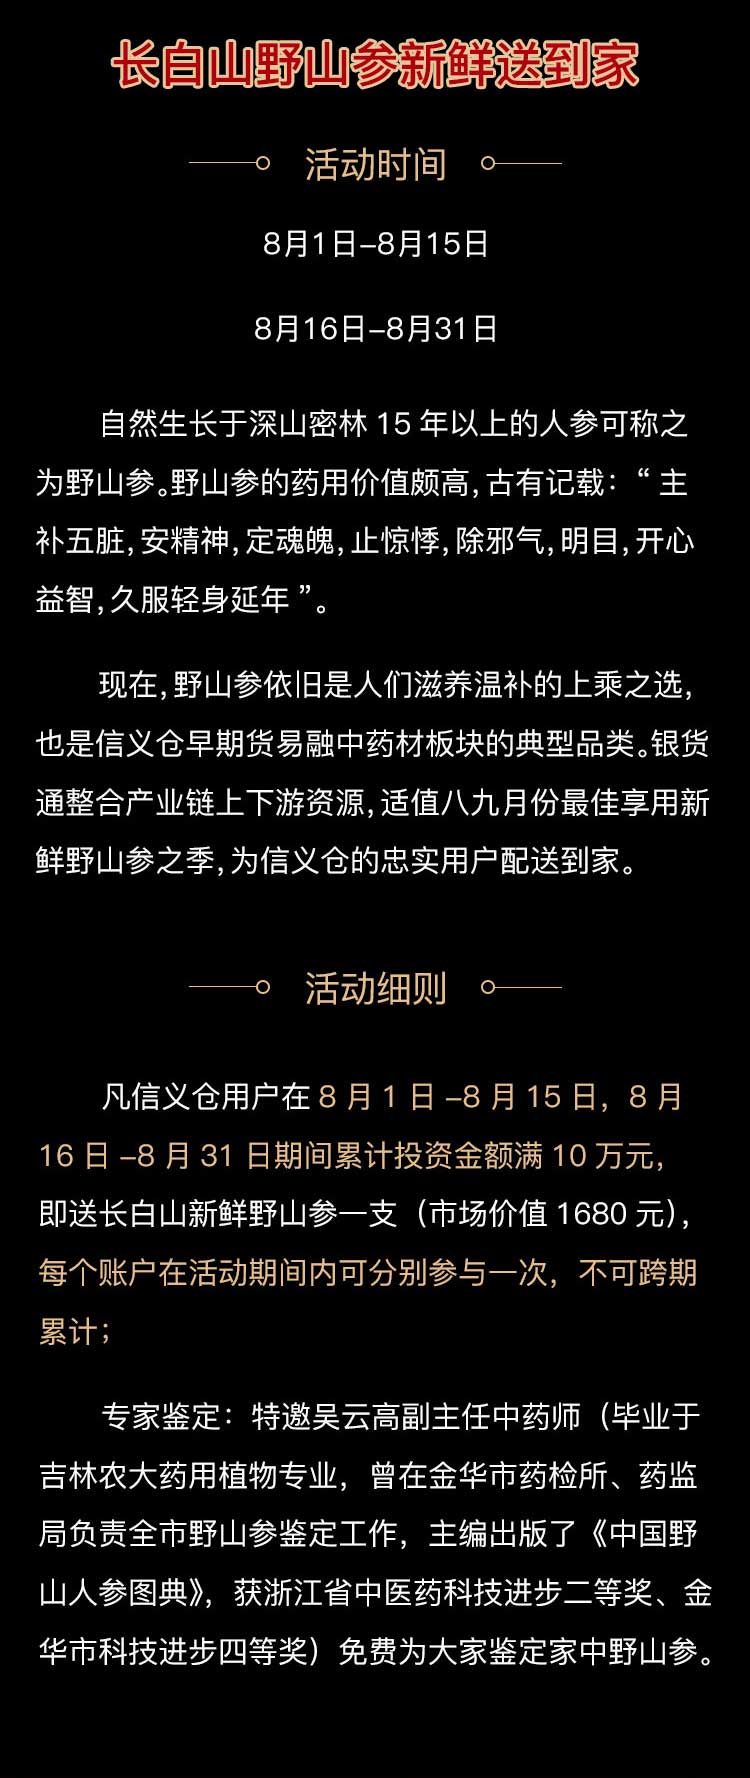 长白山野山参新鲜送到家
活动时间
8月1日-8月15日
8月16日-8月31日
自然生长于深山密林 15 年以上的人参可称之
为野山参。野山参的药用价值颇高,古有记载：“ 主
补五脏,安精神,定魂魄,止惊悸,除邪气,明目,开心
益智,久服轻身延年 ”。
现在,野山参依旧是人们滋养温补的上乘之选,
也是信义仓早期货易融中药材板块的典型品类。银货
通整合产业链上下游资源,适值八九月份最佳享用新
鲜野山参之季,为信义仓的忠实用户配送到家。
活动细则
凡信义仓用户在 8 月 1 日 -8 月 15 日，8 月
16 日 -8 月 31 日期间累计投资金额满 10 万元，
即送长白山新鲜野山参一支（市场价值 1680 元），
每个账户在活动期间内可分别参与一次，不可跨期
累计；
专家鉴定：特邀吴云高副主任中药师（毕业于
吉林农大药用植物专业，曾在金华市药检所、药监
局负责全市野山参鉴定工作，主编出版了《中国野
山人参图典》，获浙江省中医药科技进步二等奖、金
华市科技进步四等奖）免费为大家鉴定家中野山参。